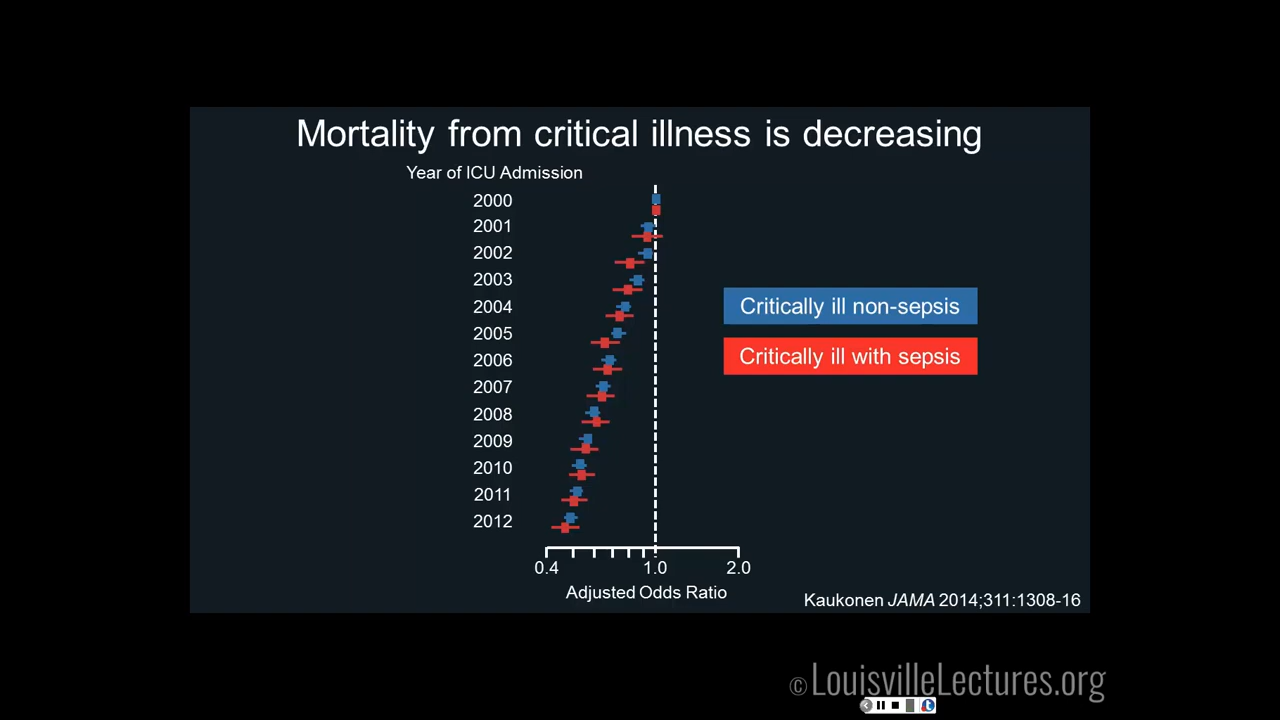 Mortality from critical illness is decreasing
Year of ICU Admission
2000
2001
2002
2003
2004
2005
2006
2007
2008
2009
2010
2011
2012
Critically ill non-sepsis
Critically ill with sepsis
0.4 1.0 2.0
Adjusted Odds Ratio
Kaukonen JAMA 2014;311:1308-16
© LouisvilleLectures.org